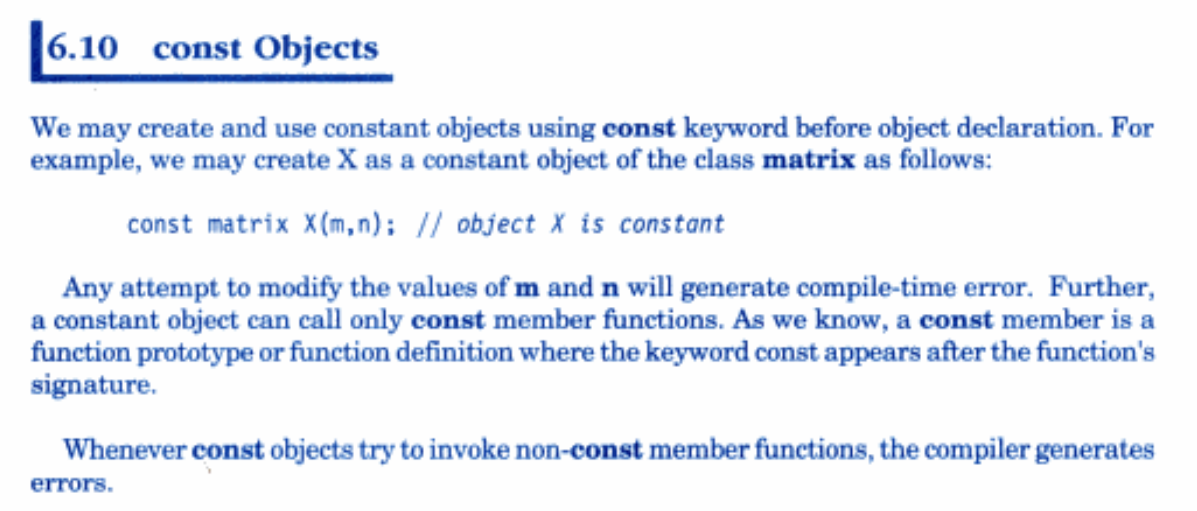 6.10 const Objects
We may create and use constant objects using const keyword before object declaration. For
example, we may create X as a constant object of the class matrix as follows:
const matrix X(m,n); // object X is constant
Any attempt to modify the values of m and n will generate compile-time error. Further,
a constant object can call only const member functions. As we know, a const member is a
function prototype or function definition where the keyword const appears after the function's
signature.
Whenever const objects try to invoke non-const member functions, the compiler generates
errors.